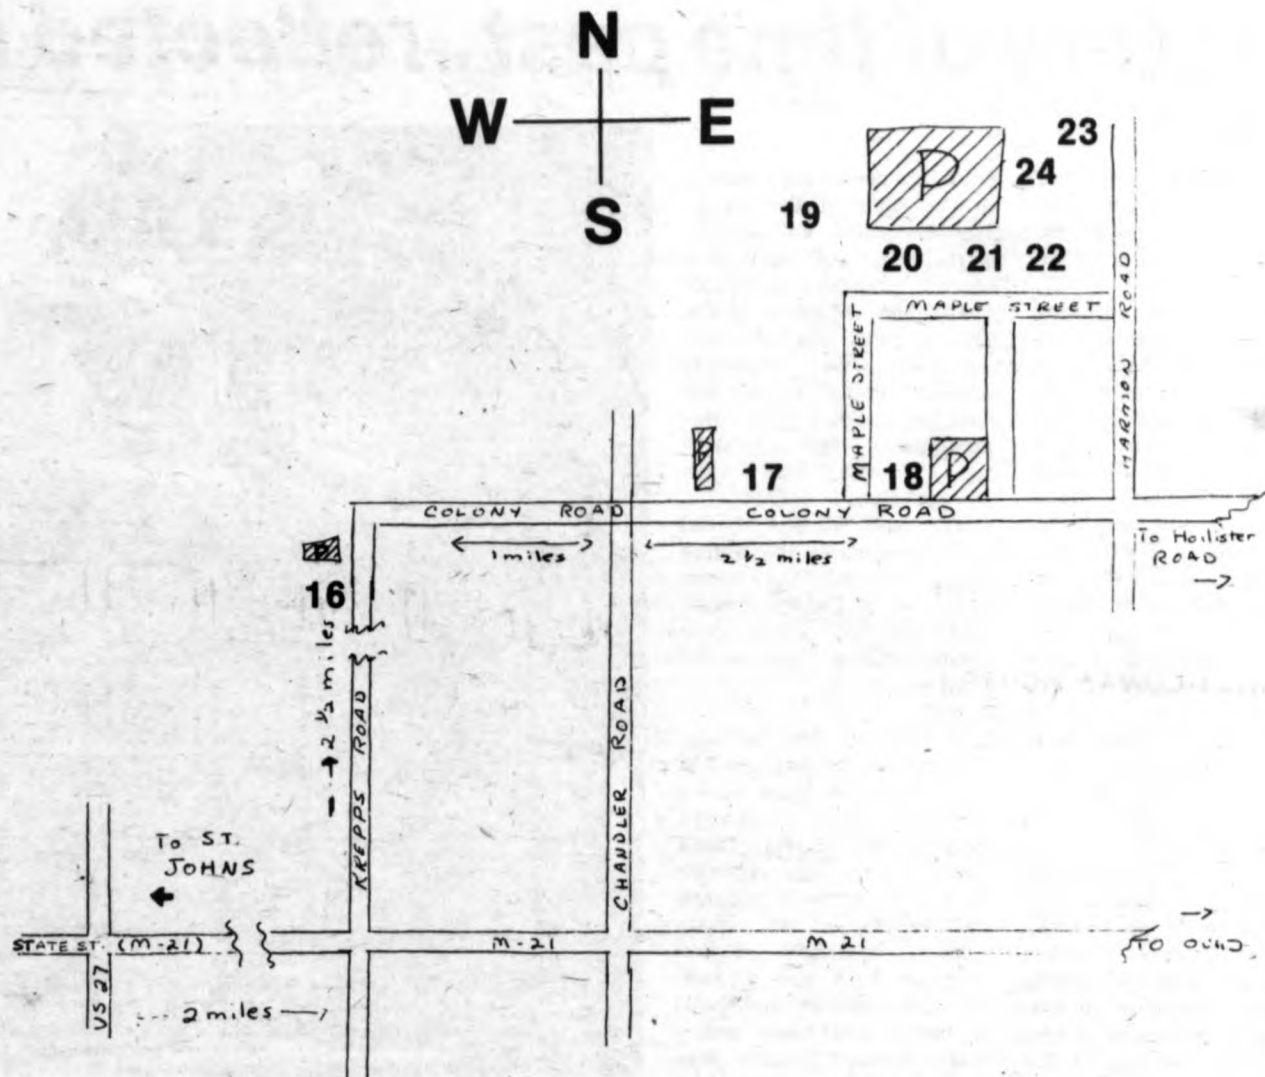 N
W E
S
23
P
24
19
20 21 22
MAPLE STREET
MAPLE STREET
HARMON ROAD
P
17
18
P
COLONY ROAD
COLONY ROAD
1 miles
2 1/2 miles
To Hollister
ROAD
P
16
2 1/2 miles
KREPPS ROAD
CHANDLER ROAD
TO ST.
JOHNS
STATE ST. (M-21)
M-21
M 21
TO
US 27
2 miles